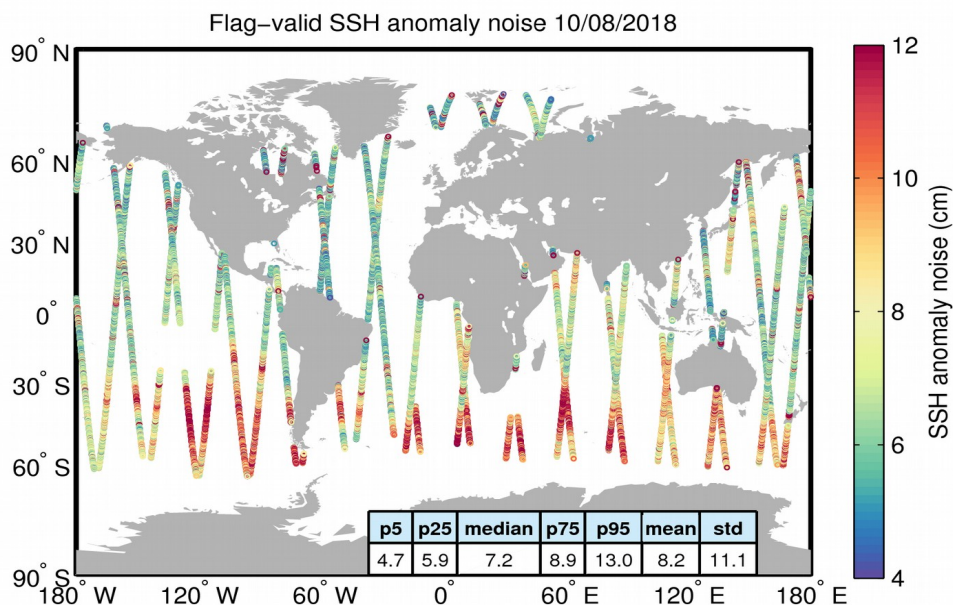 Flag−valid SSH anomaly noise 10/08/2018
90° N
60° N
30° N
0°
30° S
60° S
90° S
180° W
120° W
60° W
0°
60° E
120° E
180° E
p5 p25 median p75 p95 mean std
4.7 5.9 7.2 8.9 13.0 8.2 11.1
12
10
8
6
4
SSH anomaly noise (cm)